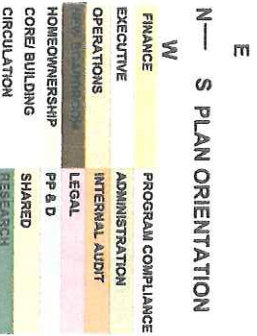 E
N — S PLAN ORIENTATION
W
FINANCE PROGRAM COMPLIANCE
EXECUTIVE ADMINISTRATION
OPERATIONS INTERNAL AUDIT
LEGAL
HOMEOWNERSHIP PP & D
CORE/ BUILDING SHARED
CIRCULATION RESEARCH